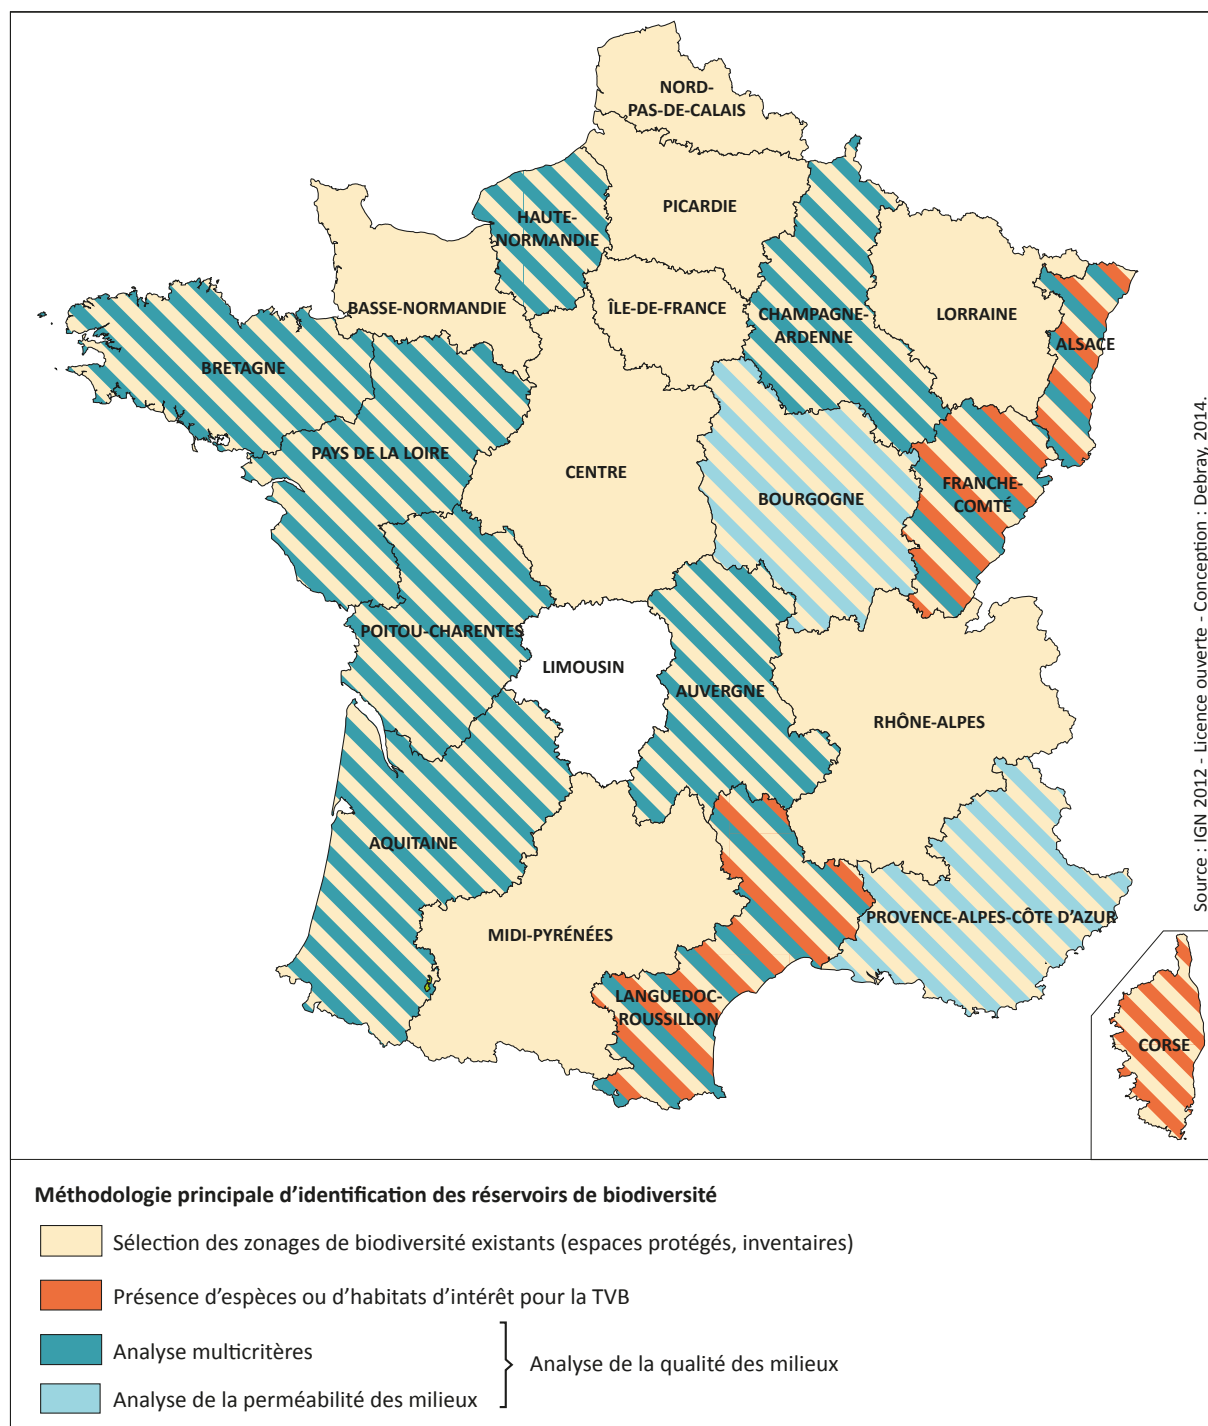 NORD-
PAS-DE-CALAIS
PICARDIE
HAUTE-
NORMANDIE
BASSE-NORMANDIE
ÎLE-DE-FRANCE
CHAMPAGNE-
ARDENNE
LORRAINE
ALSACE
BRETAGNE
PAYS DE LA LOIRE
CENTRE
BOURGOGNE
FRANCHE-
COMTÉ
POITOU-CHARENTES
LIMOUSIN
AUVERGNE
RHÔNE-ALPES
AQUITAINE
MIDI-PYRÉNÉES
LANGUEDOC-
ROUSSILLON
PROVENCE-ALPES-CÔTE D'AZUR
CORSE
Source : IGN 2012 - Licence ouverte - Conception : Debray, 2014.
Méthodologie principale d'identification des réservoirs de biodiversité
Sélection des zonages de biodiversité existants (espaces protégés, inventaires)
Présence d'espèces ou d'habitats d'intérêt pour la TVB
Analyse multicritères
Analyse de la perméabilité des milieux
Analyse de la qualité des milieux